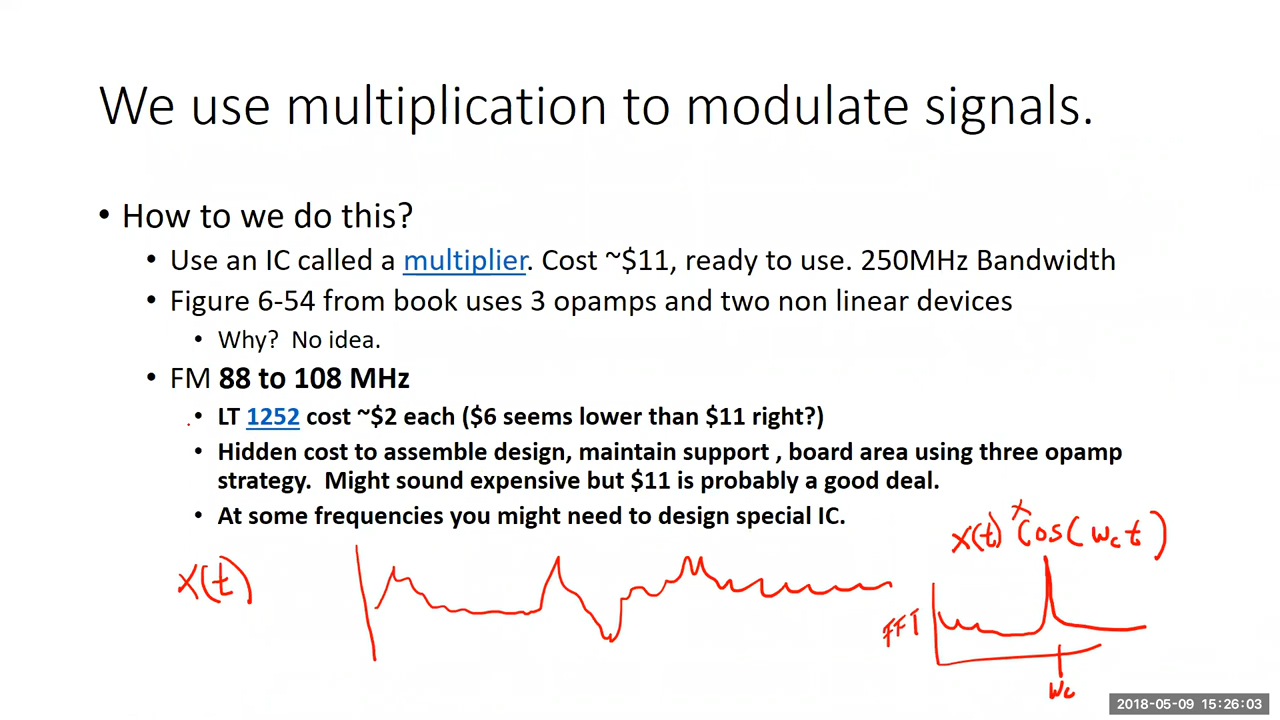 We use multiplication to modulate signals.
• How to we do this?
• Use an IC called a multiplier. Cost ~$11, ready to use. 250MHz Bandwidth
• Figure 6-54 from book uses 3 opamps and two non linear devices
• Why? No idea.
• FM 88 to 108 MHz
• LT 1252 cost ~$2 each ($6 seems lower than $11 right?)
• Hidden cost to assemble design, maintain support , board area using three opamp
strategy. Might sound expensive but $11 is probably a good deal.
• At some frequencies you might need to design special IC.
x(t) x cos(wct)
x(t)
FFT
wc
2018-05-09 15:26:03